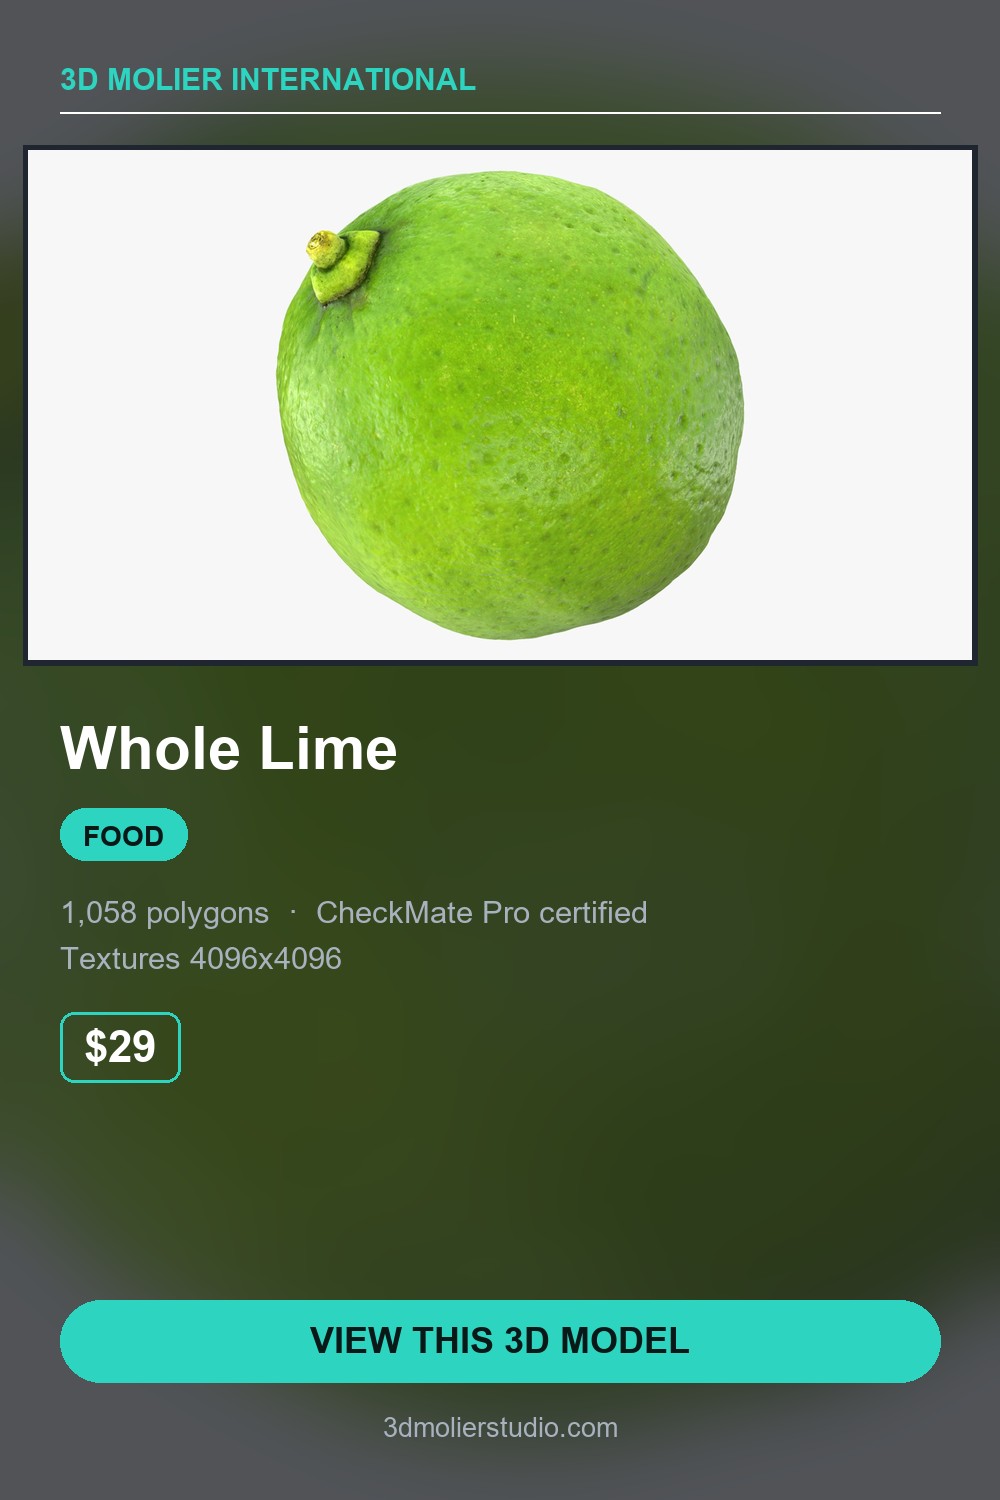 3D MOLIER INTERNATIONAL
Whole Lime
FOOD
1,058 polygons · CheckMate Pro certified
Textures 4096x4096
$29
VIEW THIS 3D MODEL
3dmolierstudio.com